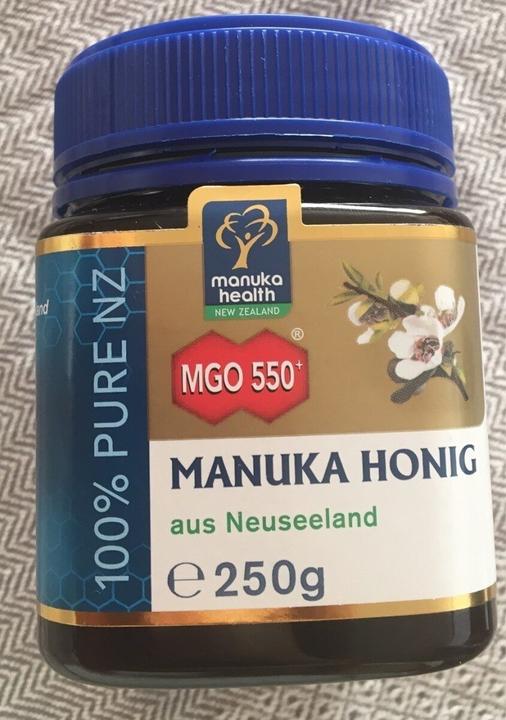 manuka
health
NEW ZEALAND
®
MGO 550+
MANUKA HONIG
aus Neuseeland
e 250g
100% PURE NZ